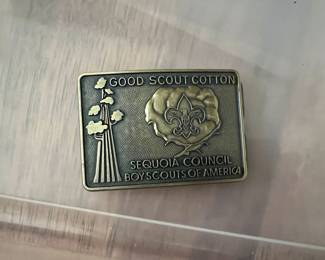 GOOD SCOUT COTTON
SEQUOIA COUNCIL
BOY SCOUTS OF AMERICA